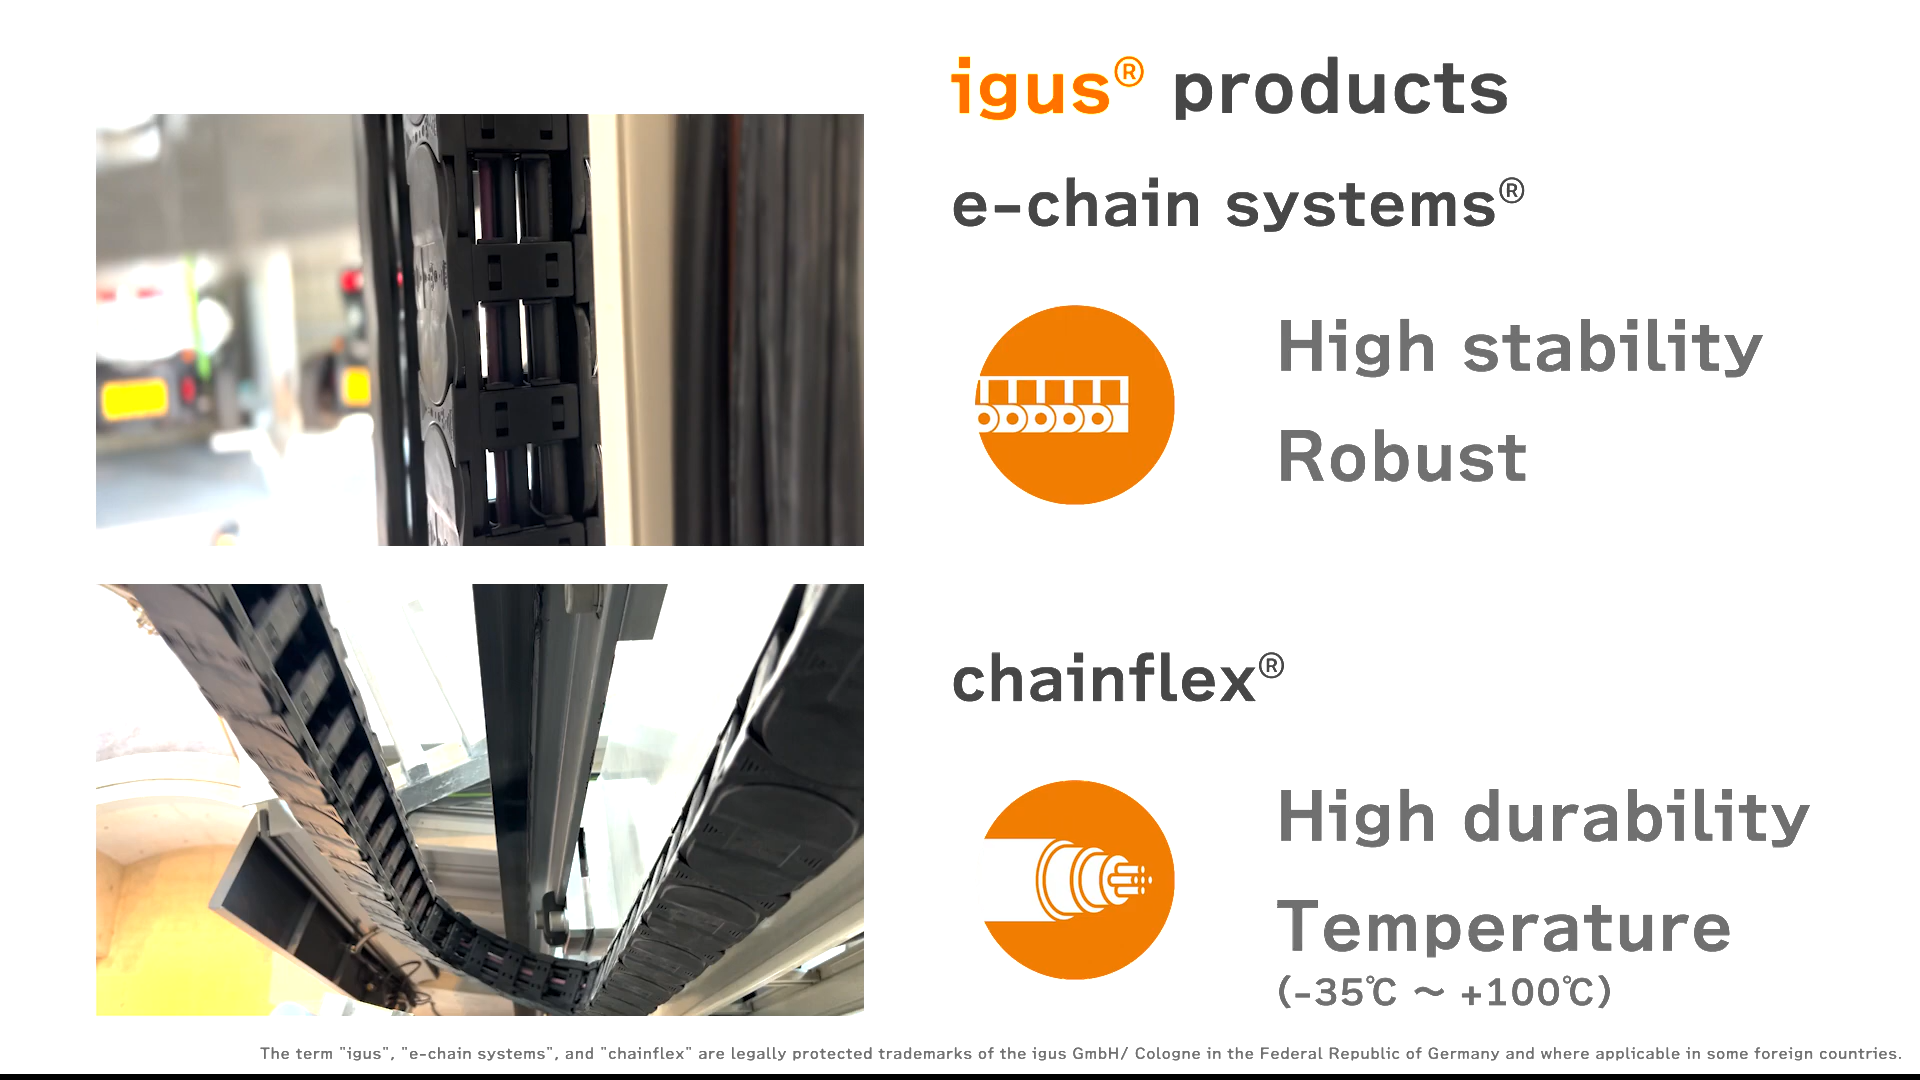 igus® products
e-chain systems®
High stability
Robust
chainflex®
High durability
Temperature
(-35℃ ～ +100℃)
The term "igus", "e-chain systems", and "chainflex" are legally protected trademarks of the igus GmbH/ Cologne in the Federal Republic of Germany and where applicable in some foreign countries.